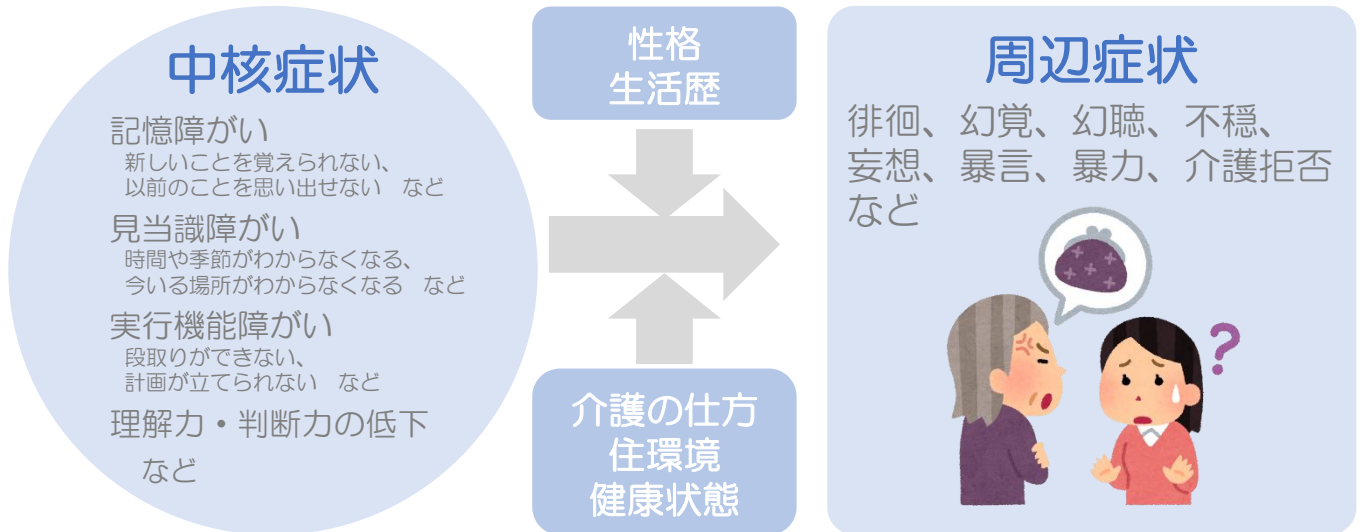 中核症状
記憶障がい
新しいことを覚えられない、
以前のことを思い出せない　など
見当識障がい
時間や季節がわからなくなる、
今いる場所がわからなくなる　など
実行機能障がい
段取りができない、
計画が立てられない　など
理解力・判断力の低下
など
性格
生活歴
介護の仕方
住環境
健康状態
周辺症状
徘徊、幻覚、幻聴、不穏、
妄想、暴言、暴力、介護拒否
など
?